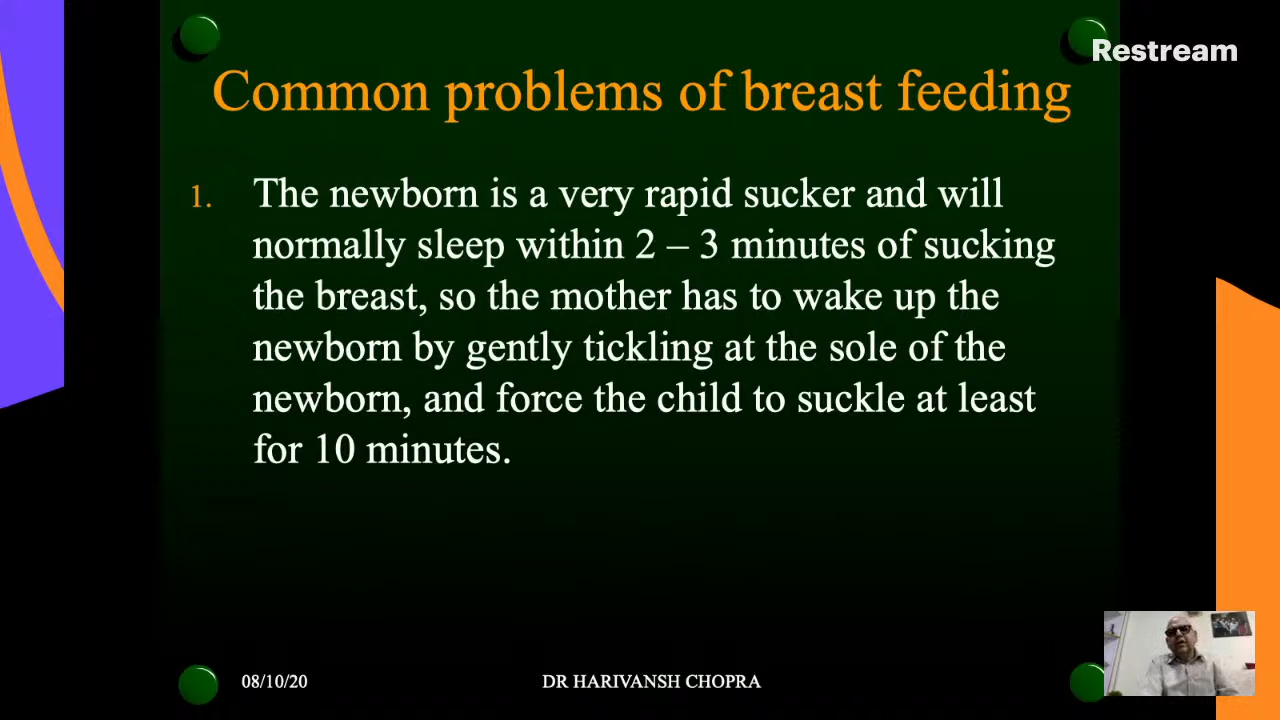 Restream
Common problems of breast feeding
1. The newborn is a very rapid sucker and will
normally sleep within 2 – 3 minutes of sucking
the breast, so the mother has to wake up the
newborn by gently tickling at the sole of the
newborn, and force the child to suckle at least
for 10 minutes.
08/10/20
DR HARIVANSH CHOPRA